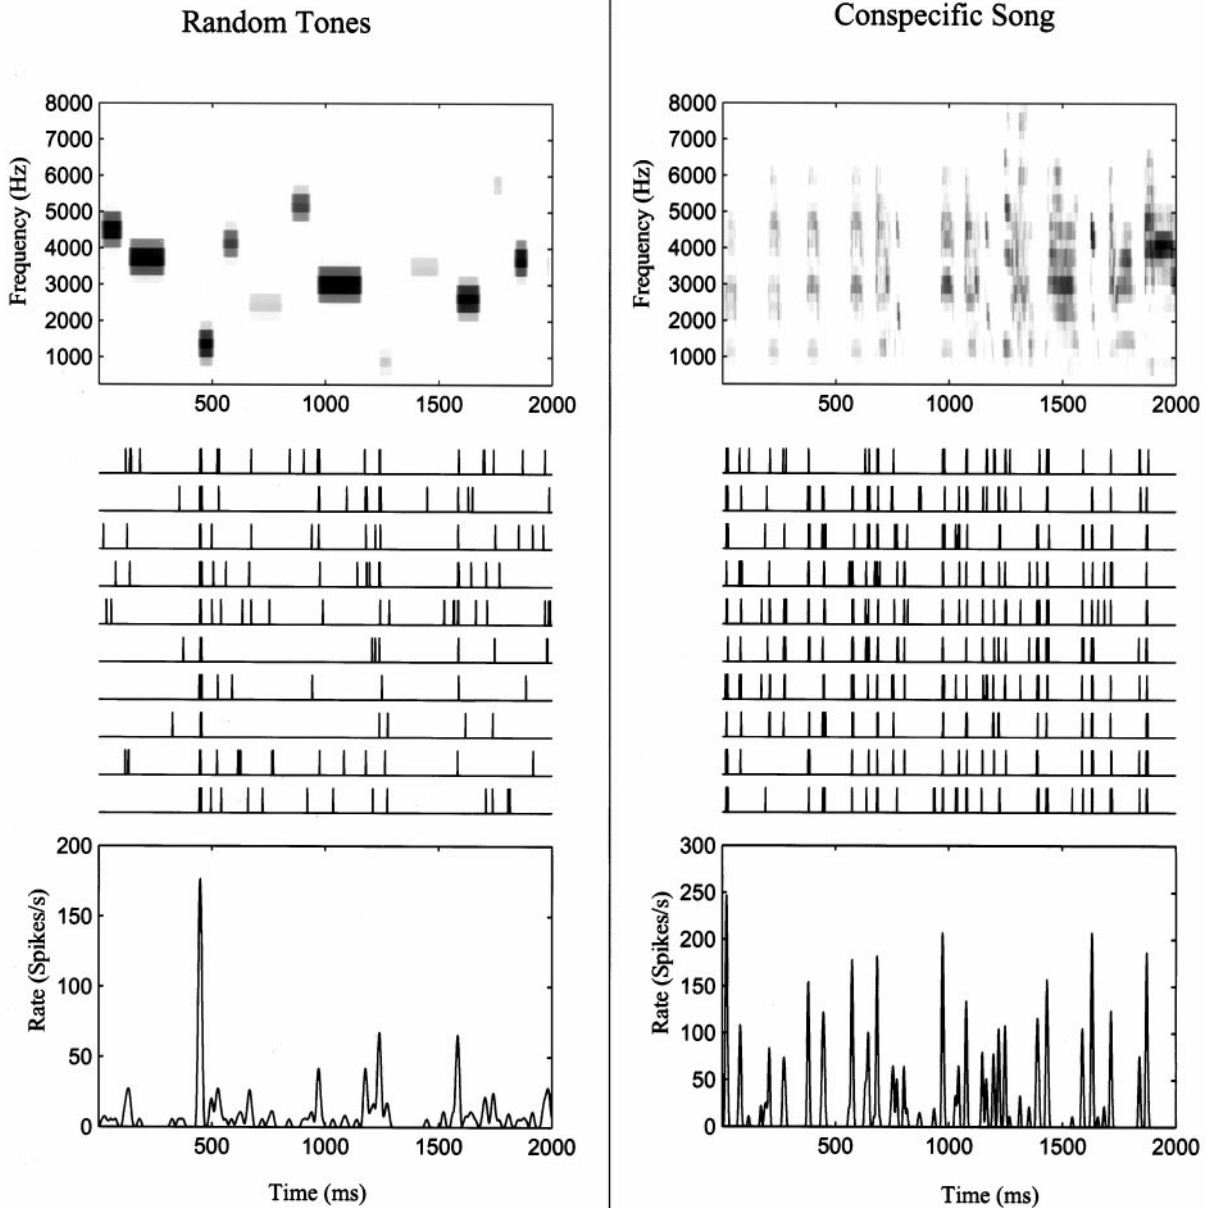 Random Tones
8000
7000
6000
5000
4000
3000
2000
1000
Frequency (Hz)
500 1000 1500 2000
200
150
100
50
0
Rate (Spikes/s)
500 1000 1500 2000
Time (ms)
Conspecific Song
8000
7000
6000
5000
4000
3000
2000
1000
Frequency (Hz)
500 1000 1500 2000
300
250
200
150
100
50
0
Rate (Spikes/s)
500 1000 1500 2000
Time (ms)